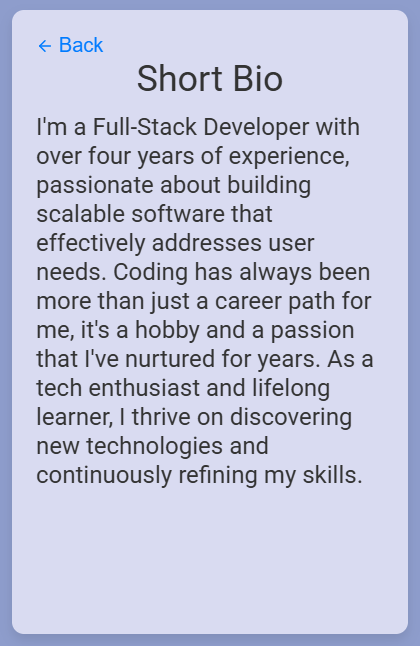 ← Back
Short Bio
I'm a Full-Stack Developer with
over four years of experience,
passionate about building
scalable software that
effectively addresses user
needs. Coding has always been
more than just a career path for
me, it's a hobby and a passion
that I've nurtured for years. As a
tech enthusiast and lifelong
learner, I thrive on discovering
new technologies and
continuously refining my skills.